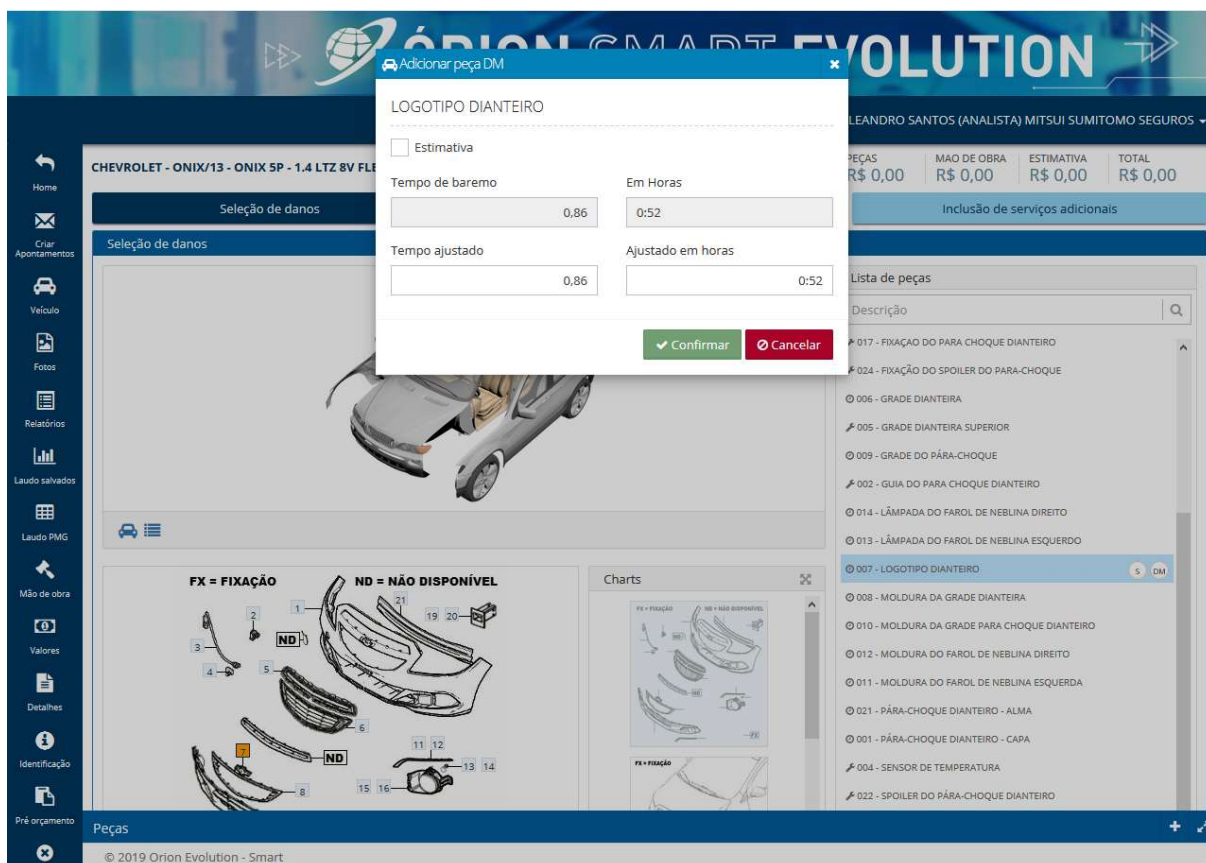 ÓRION SMART EVOLUTION
Adicionar peça DM
LOGOTIPO DIANTEIRO
Estimativa
Tempo de baremo
Em Horas
0,86
0:52
Tempo ajustado
Ajustado em horas
0,86
0:52
Confirmar
Cancelar
LEANDRO SANTOS (ANALISTA) MITSUI SUMITOMO SEGUROS
Home
Criar Apontamentos
Veículo
Fotos
Relatórios
Laudo salvados
Laudo PMG
Mão de obra
Valores
Detalhes
Identificação
Pré orçamento
CHEVROLET - ONIX/13 - ONIX 5P - 1.4 LTZ 8V FLE
PEÇAS
R$ 0,00
MAO DE OBRA
R$ 0,00
ESTIMATIVA
R$ 0,00
TOTAL
R$ 0,00
Seleção de danos
Inclusão de serviços adicionais
Seleção de danos
FX = FIXAÇÃO
ND = NÃO DISPONÍVEL
1
21
2
19 20
ND
3
4
5
6
7
ND
11 12
13 14
8
15 16
Charts
FX = FIXAÇÃO
ND = NÃO DISPONÍVEL
ND
FX
FX = FIXAÇÃO
Lista de peças
Descrição
017 - FIXAÇAO DO PARA CHOQUE DIANTEIRO
024 - FIXAÇÃO DO SPOILER DO PARA-CHOQUE
006 - GRADE DIANTEIRA
005 - GRADE DIANTEIRA SUPERIOR
009 - GRADE DO PÁRA-CHOQUE
002 - GUIA DO PARA CHOQUE DIANTEIRO
014 - LÂMPADA DO FAROL DE NEBLINA DIREITO
013 - LÂMPADA DO FAROL DE NEBLINA ESQUERDO
007 - LOGOTIPO DIANTEIRO S DM
008 - MOLDURA DA GRADE DIANTEIRA
010 - MOLDURA DA GRADE PARA CHOQUE DIANTEIRO
012 - MOLDURA DO FAROL DE NEBLINA DIREITO
011 - MOLDURA DO FAROL DE NEBLINA ESQUERDA
021 - PÁRA-CHOQUE DIANTEIRO - ALMA
001 - PÁRA-CHOQUE DIANTEIRO - CAPA
004 - SENSOR DE TEMPERATURA
022 - SPOILER DO PÁRA-CHOQUE DIANTEIRO
Peças
© 2019 Orion Evolution - Smart